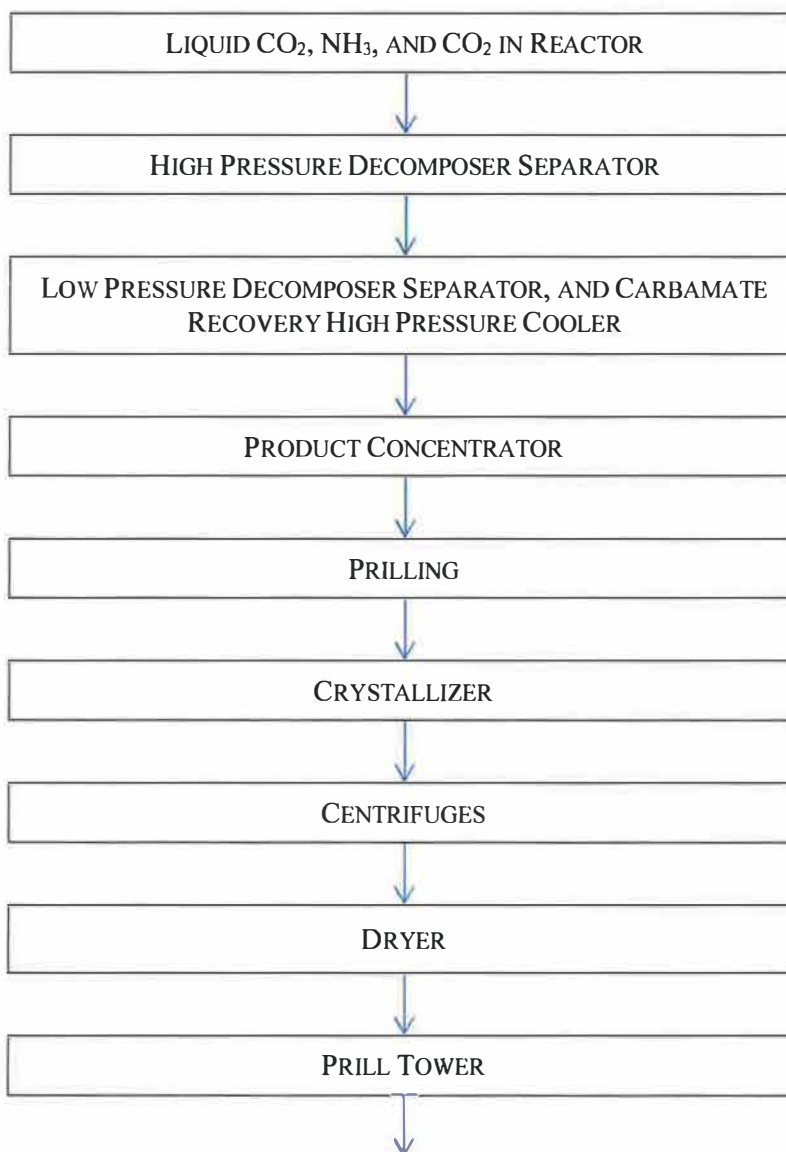 LIQUID CO₂, NH₃, AND CO₂ IN REACTOR
HIGH PRESSURE DECOMPOSER SEPARATOR
LOW PRESSURE DECOMPOSER SEPARATOR, AND CARBAMATE
RECOVERY HIGH PRESSURE COOLER
PRODUCT CONCENTRATOR
PRILLING
CRYSTALLIZER
CENTRIFUGES
DRYER
PRILL TOWER